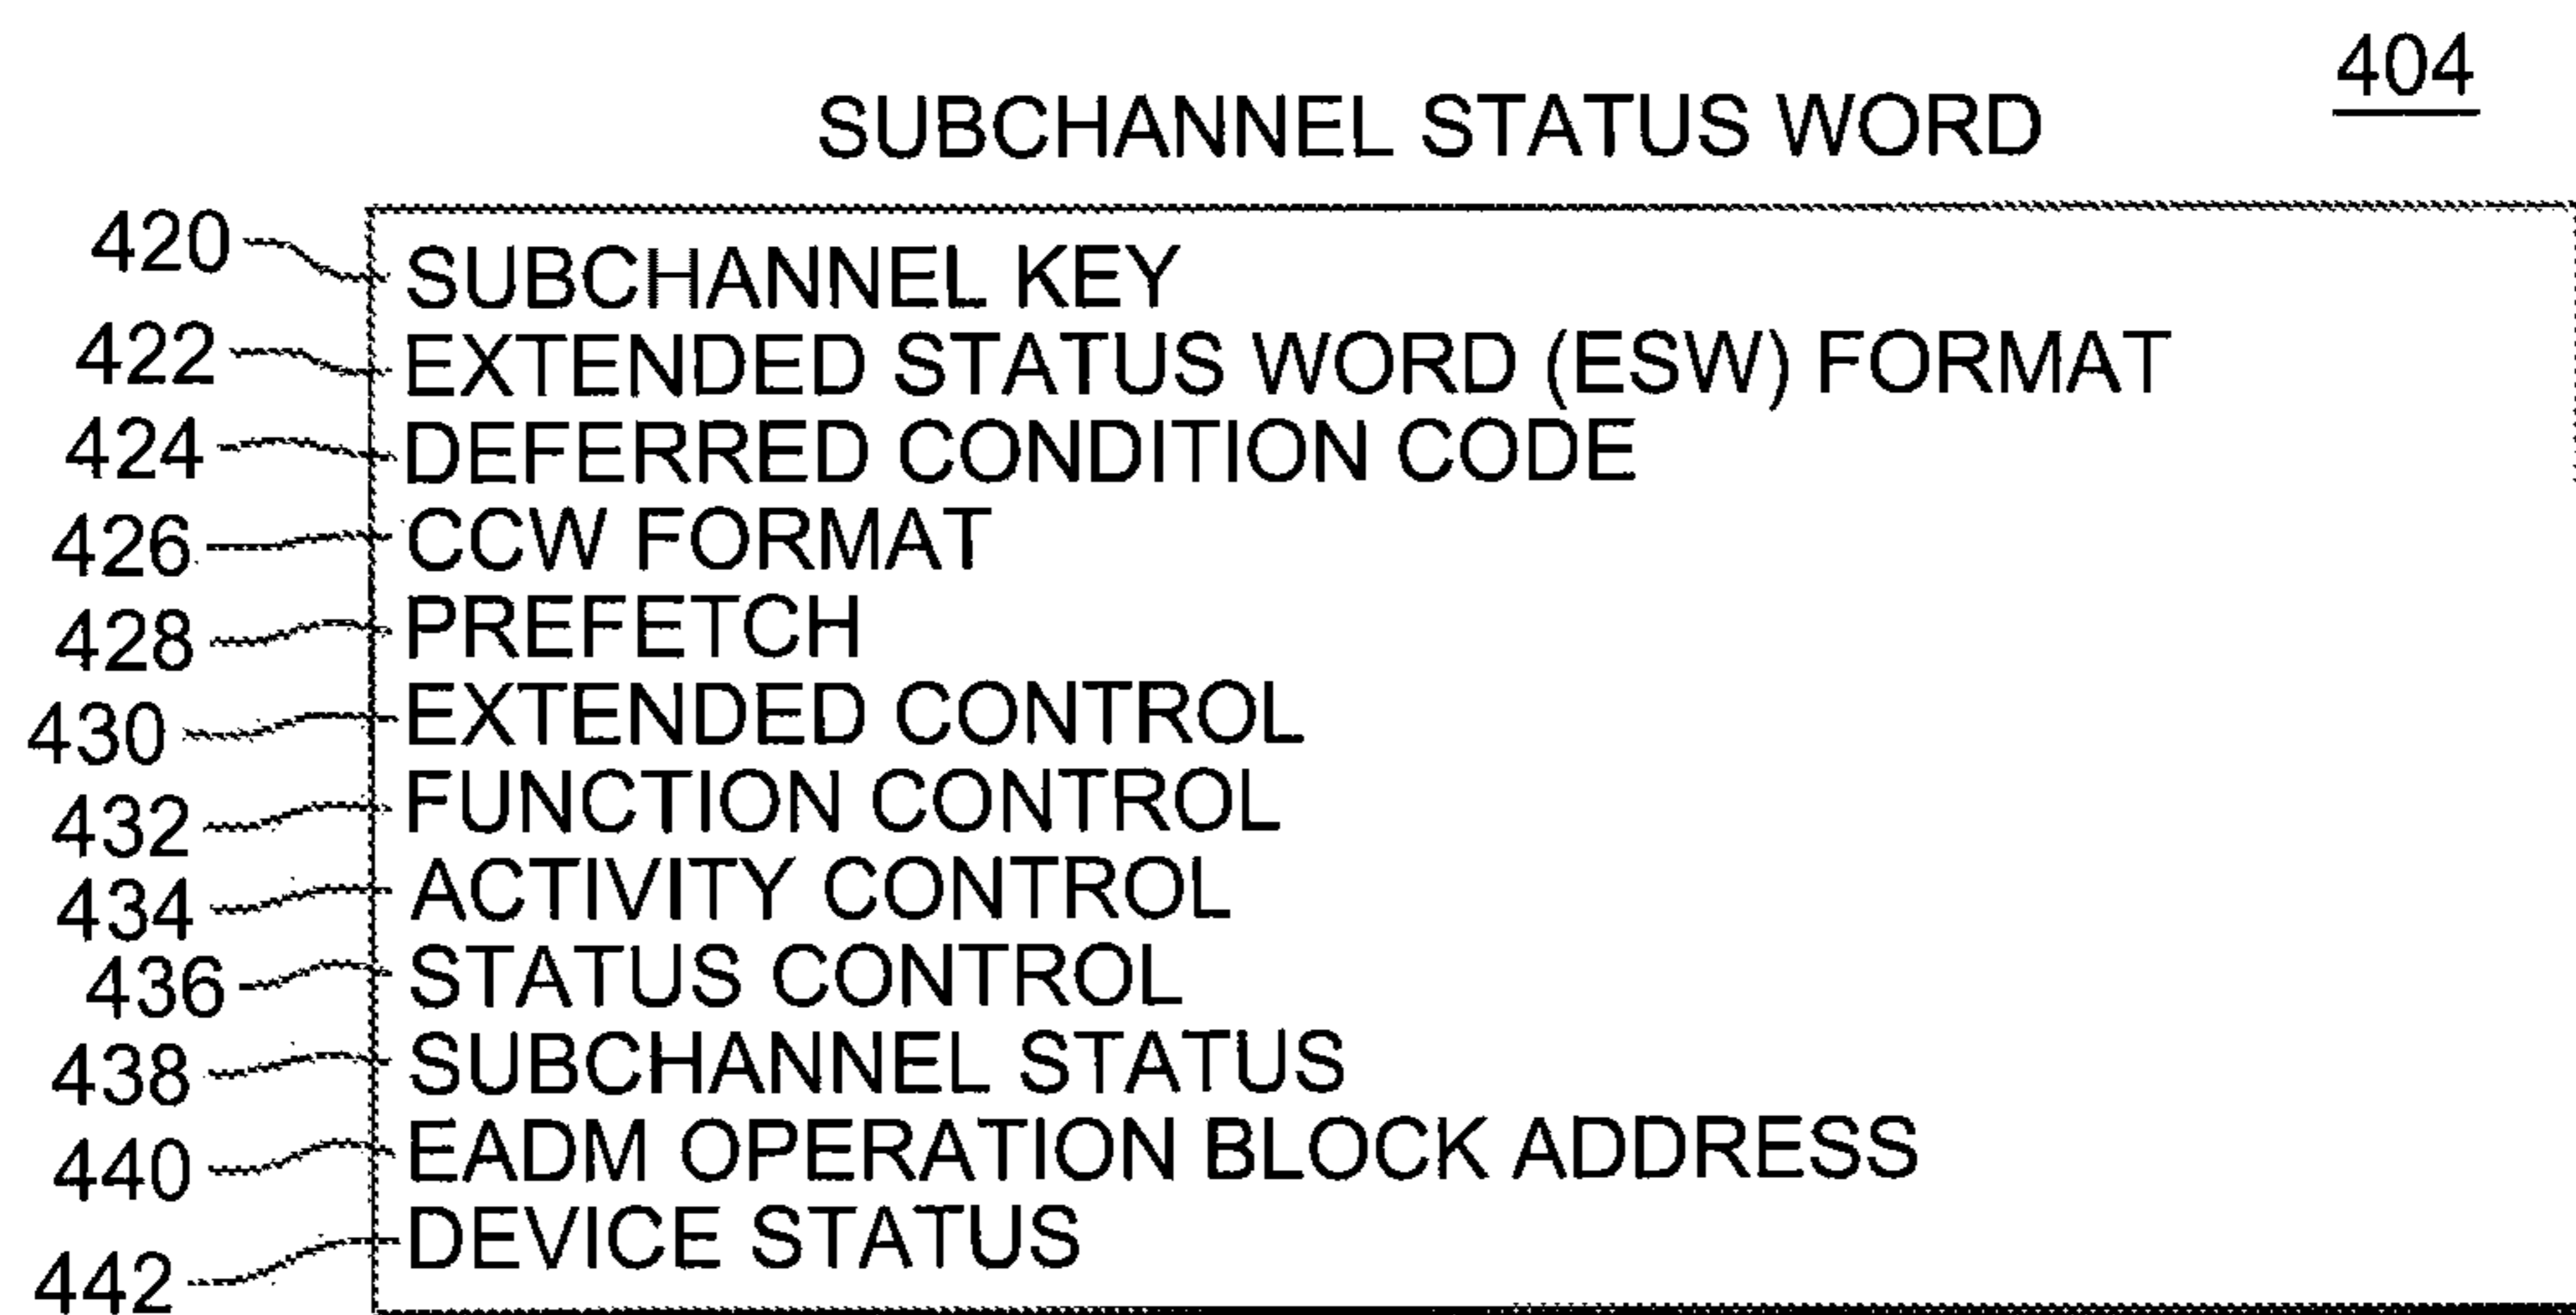 404
SUBCHANNEL STATUS WORD
420 SUBCHANNEL KEY
422 EXTENDED STATUS WORD (ESW) FORMAT
424 DEFERRED CONDITION CODE
426 CCW FORMAT
428 PREFETCH
430 EXTENDED CONTROL
432 FUNCTION CONTROL
434 ACTIVITY CONTROL
436 STATUS CONTROL
438 SUBCHANNEL STATUS
440 EADM OPERATION BLOCK ADDRESS
442 DEVICE STATUS